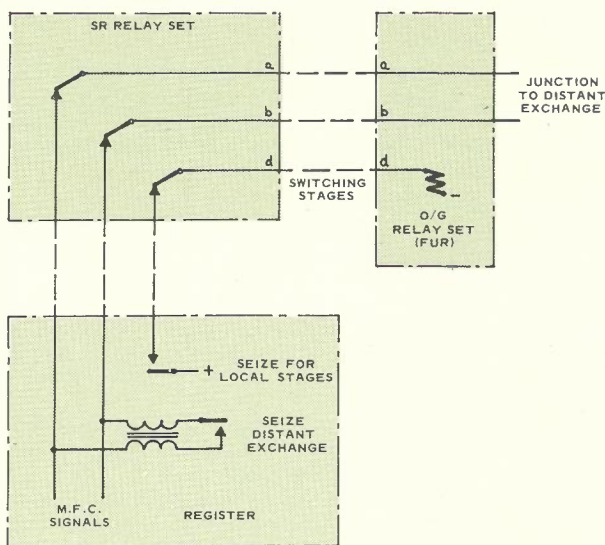 SR RELAY SET
a
a
JUNCTION
TO DISTANT
EXCHANGE
b
b
d
d
SWITCHING
STAGES
O/G
RELAY SET
(FUR)
+
SEIZE FOR
LOCAL STAGES
SEIZE
DISTANT
EXCHANGE
M.F.C.
SIGNALS
REGISTER